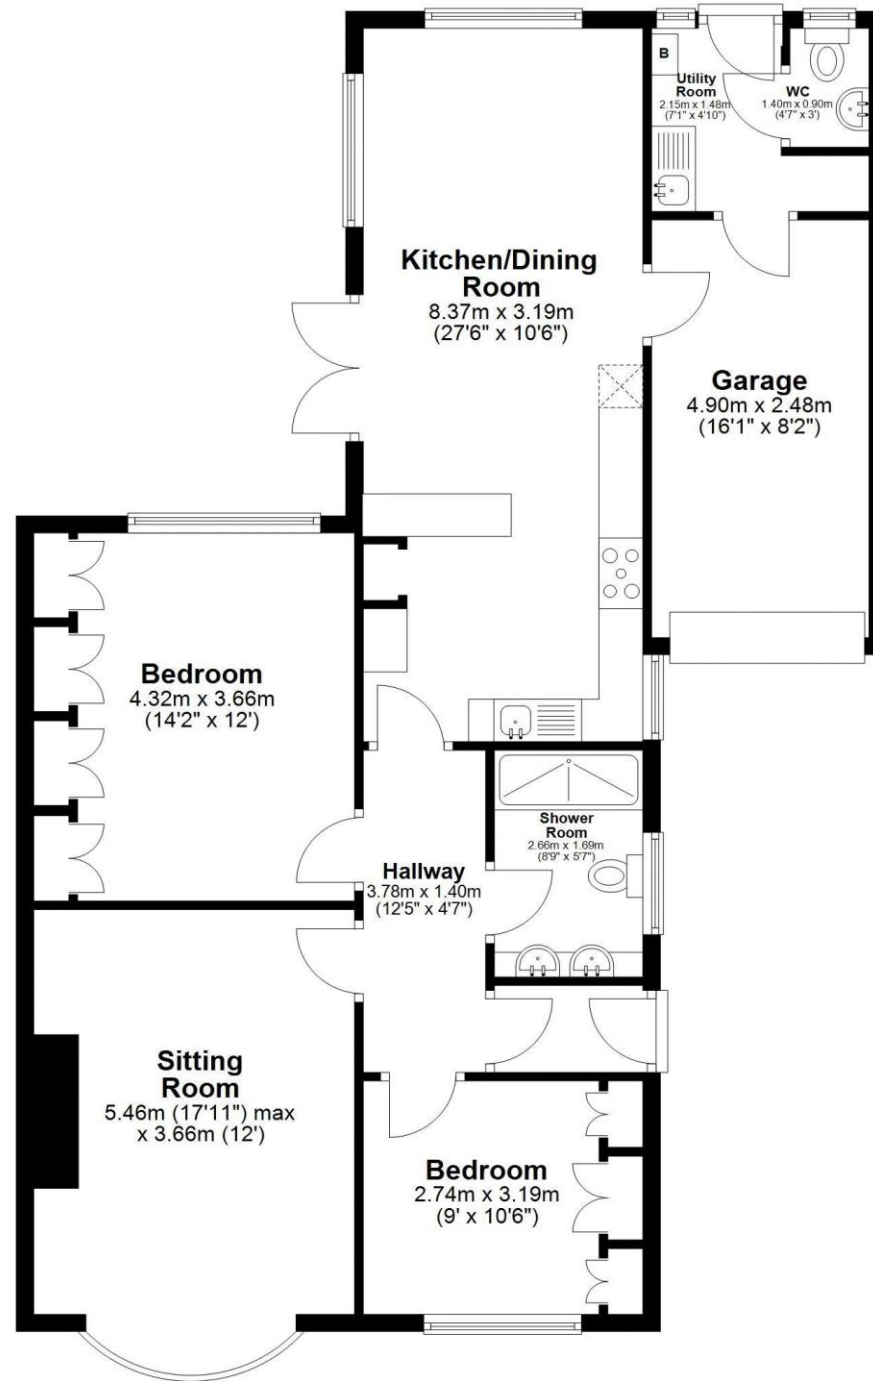 B
Utility
Room
2.15m x 1.48m
(7'1" x 4'10")
WC
1.40m x 0.90m
(4'7" x 3')
Kitchen/Dining
Room
8.37m x 3.19m
(27'6" x 10'6")
Garage
4.90m x 2.48m
(16'1" x 8'2")
Bedroom
4.32m x 3.66m
(14'2" x 12')
Shower
Room
2.66m x 1.69m
(8'9" x 5'7")
Hallway
3.78m x 1.40m
(12'5" x 4'7")
Sitting
Room
5.46m (17'11") max
x 3.66m (12')
Bedroom
2.74m x 3.19m
(9' x 10'6")